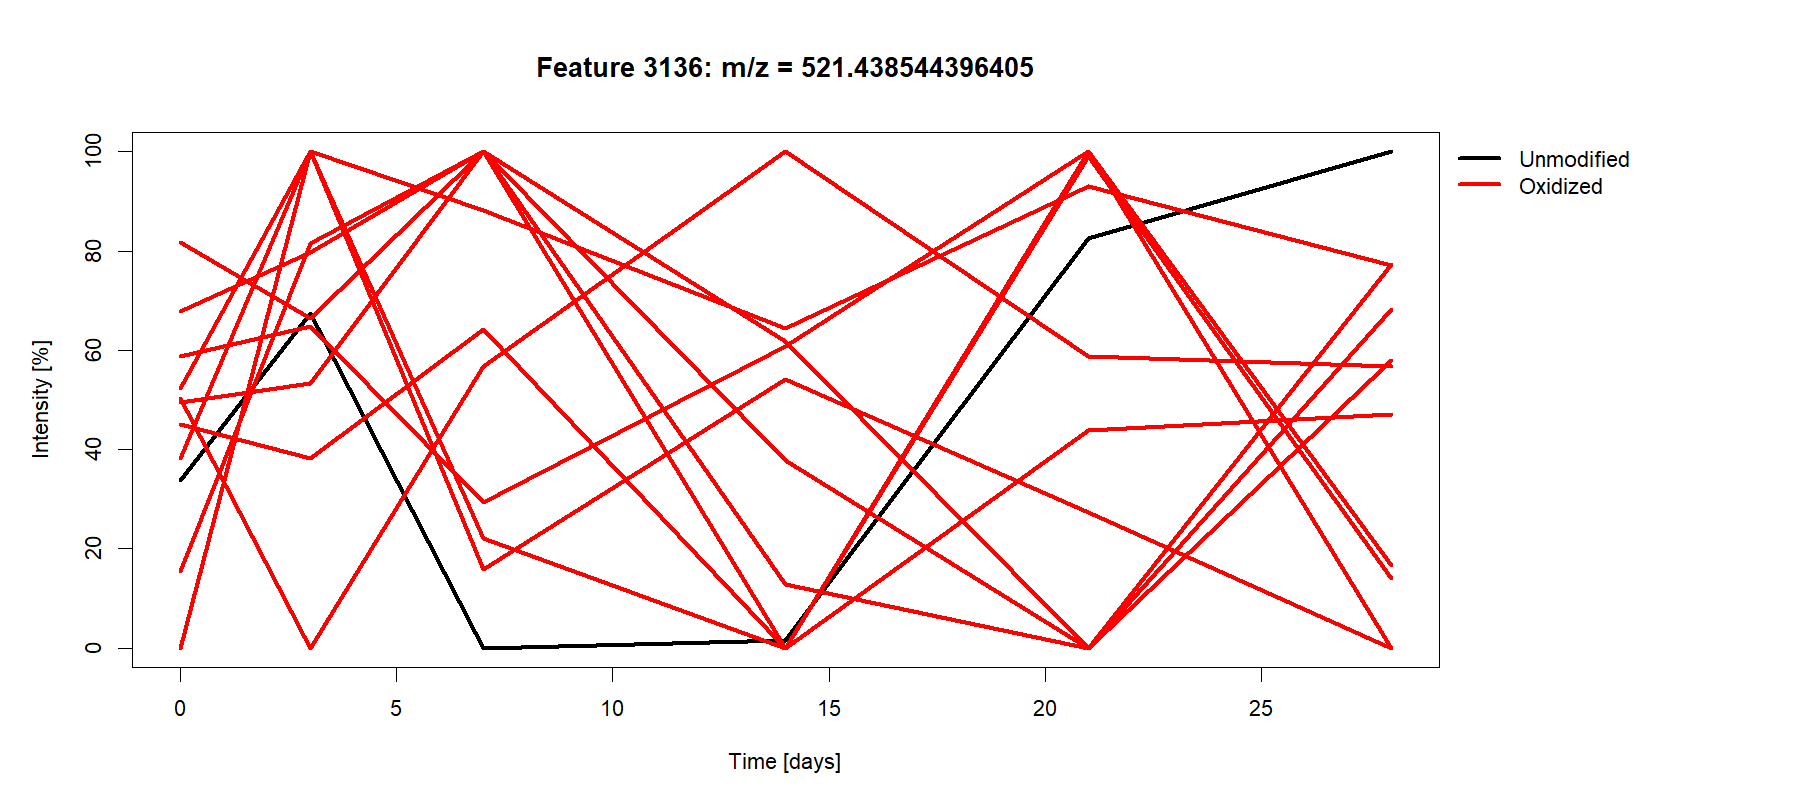 Feature 3136: m/z = 521.438544396405
Unmodified
Oxidized
Intensity [%]
100
80
60
40
20
0
0 5 10 15 20 25
Time [days]